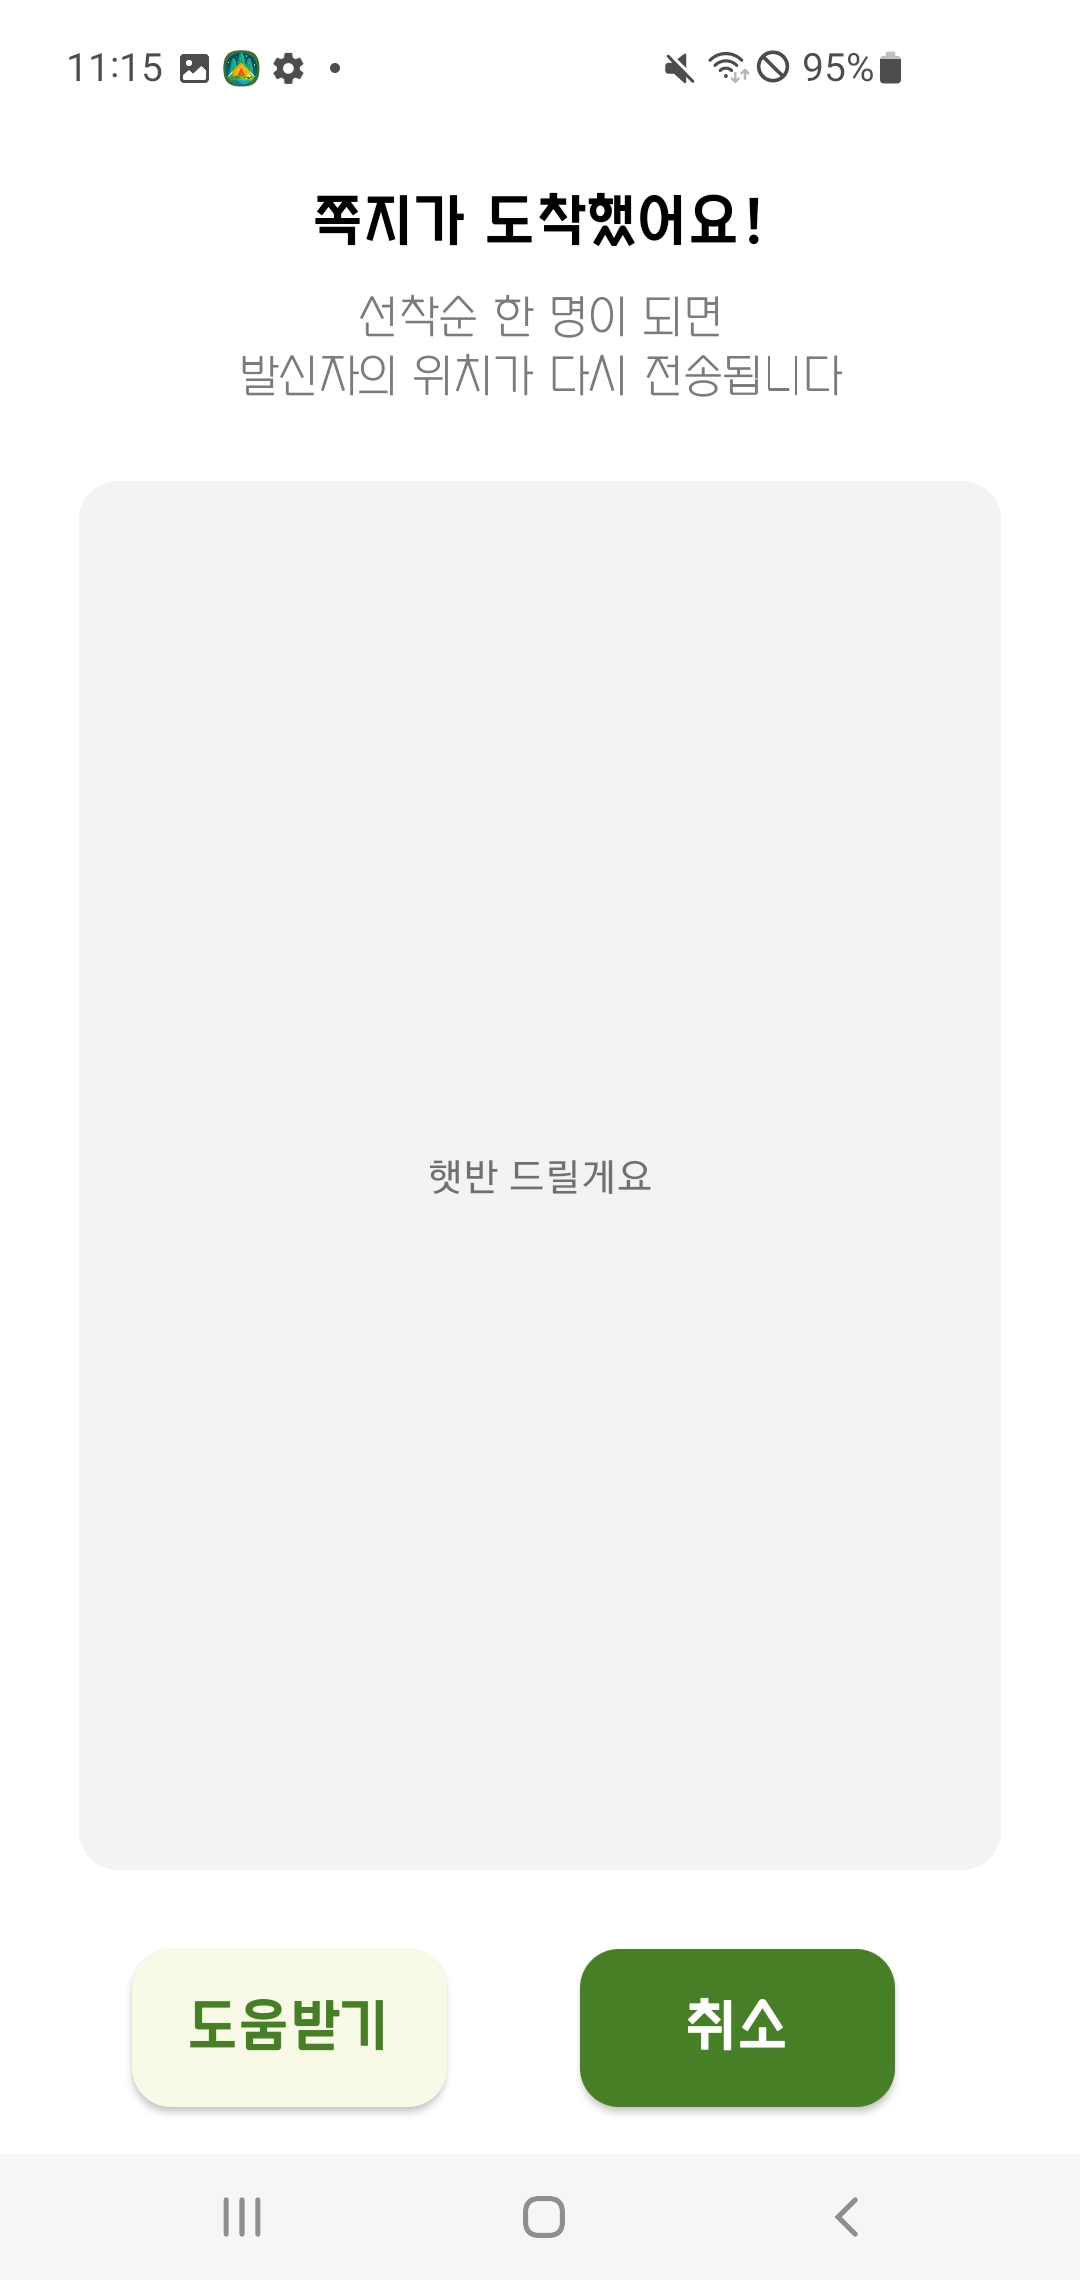 11:15
95%
쪽지가 도착했어요!
선착순 한 명이 되면
발신자의 위치가 다시 전송됩니다
햇반 드릴게요
도움받기
취소